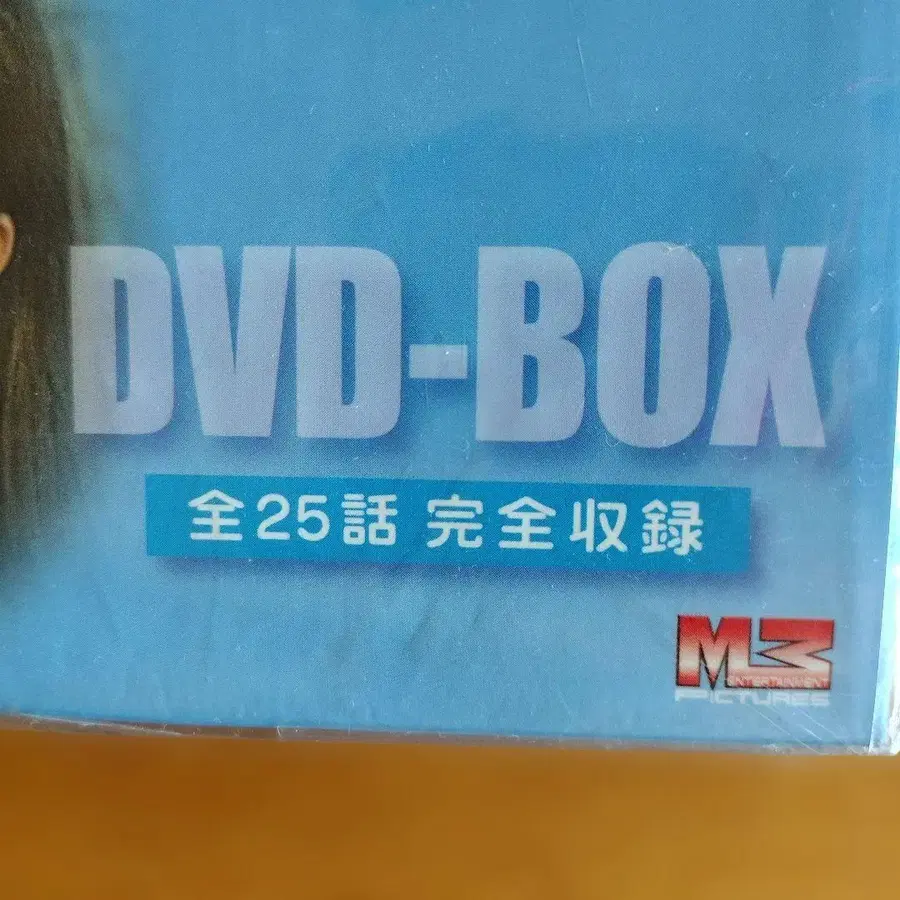 DVD-BOX
全25話 完全収録
M3
ENTERTAINMENT
PICTURES